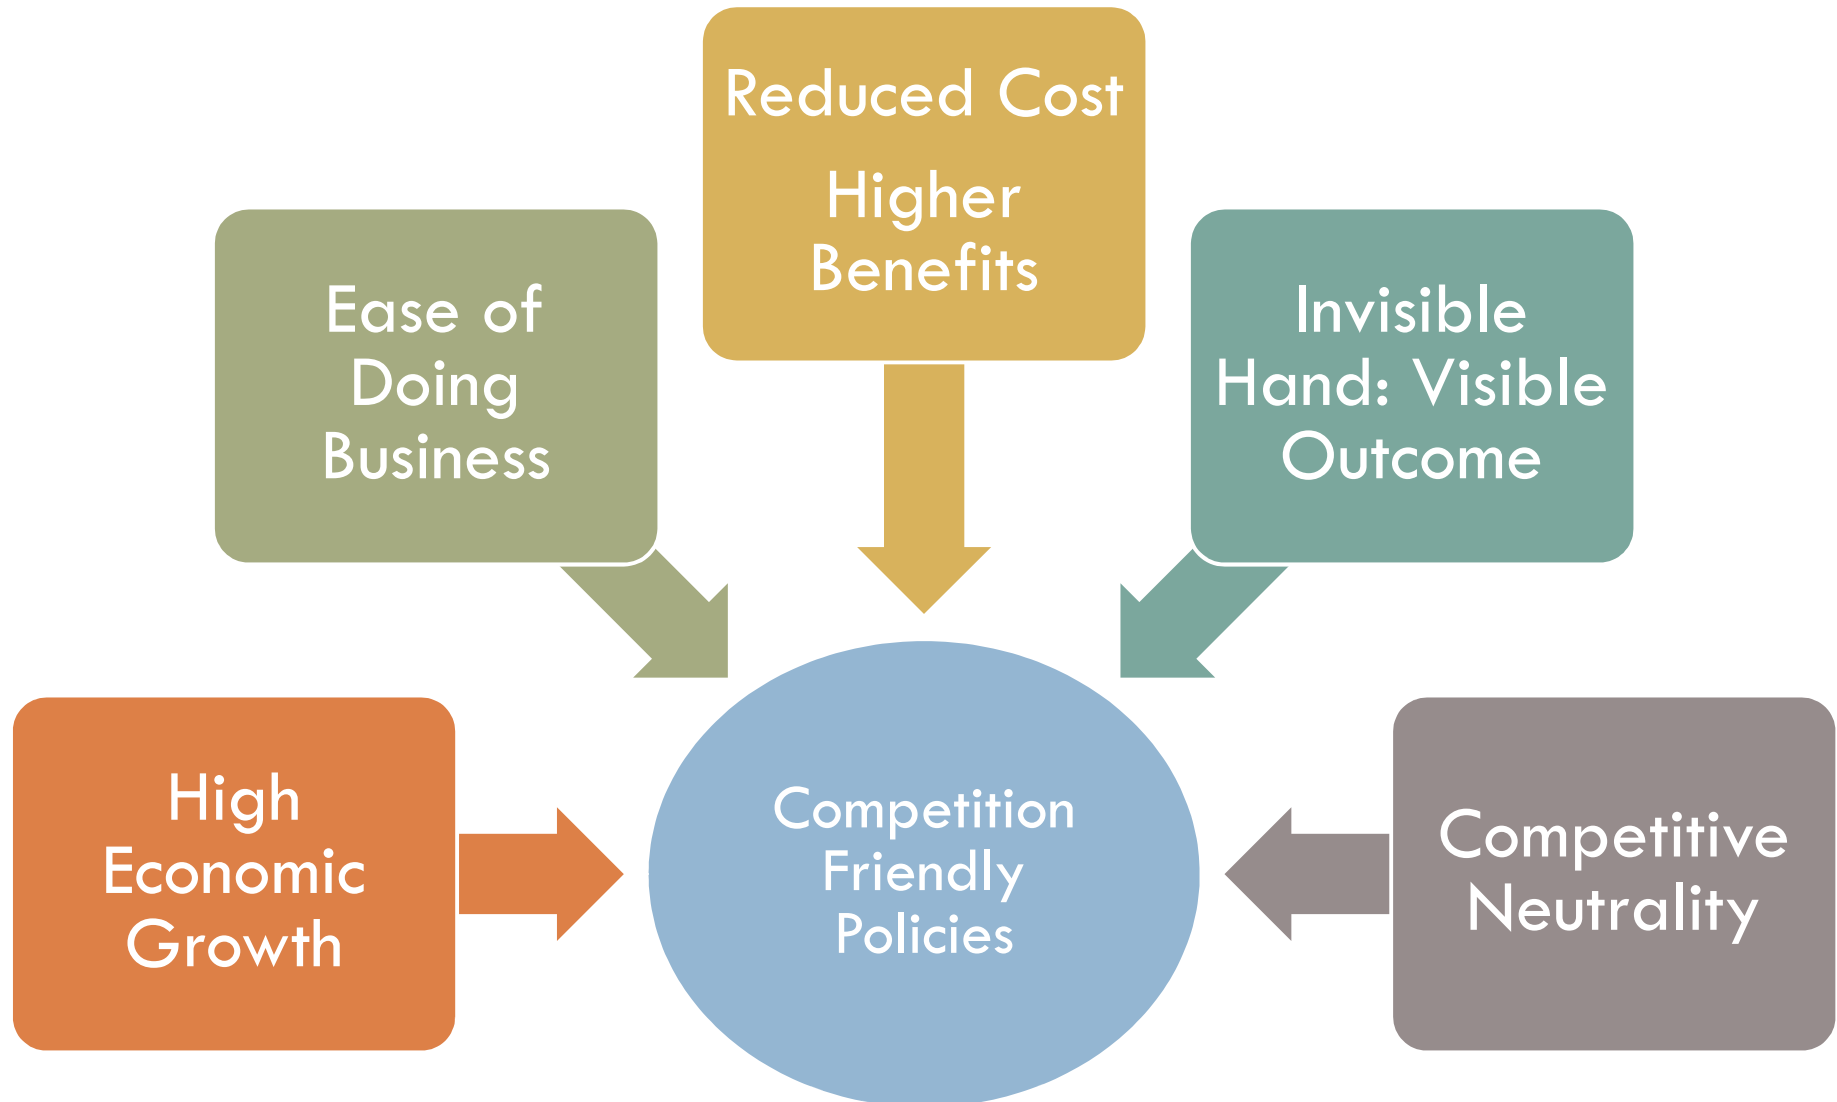 Reduced Cost
Higher
Benefits
Ease of
Doing
Business
Invisible
Hand: Visible
Outcome
High
Economic
Growth
Competition
Friendly
Policies
Competitive
Neutrality